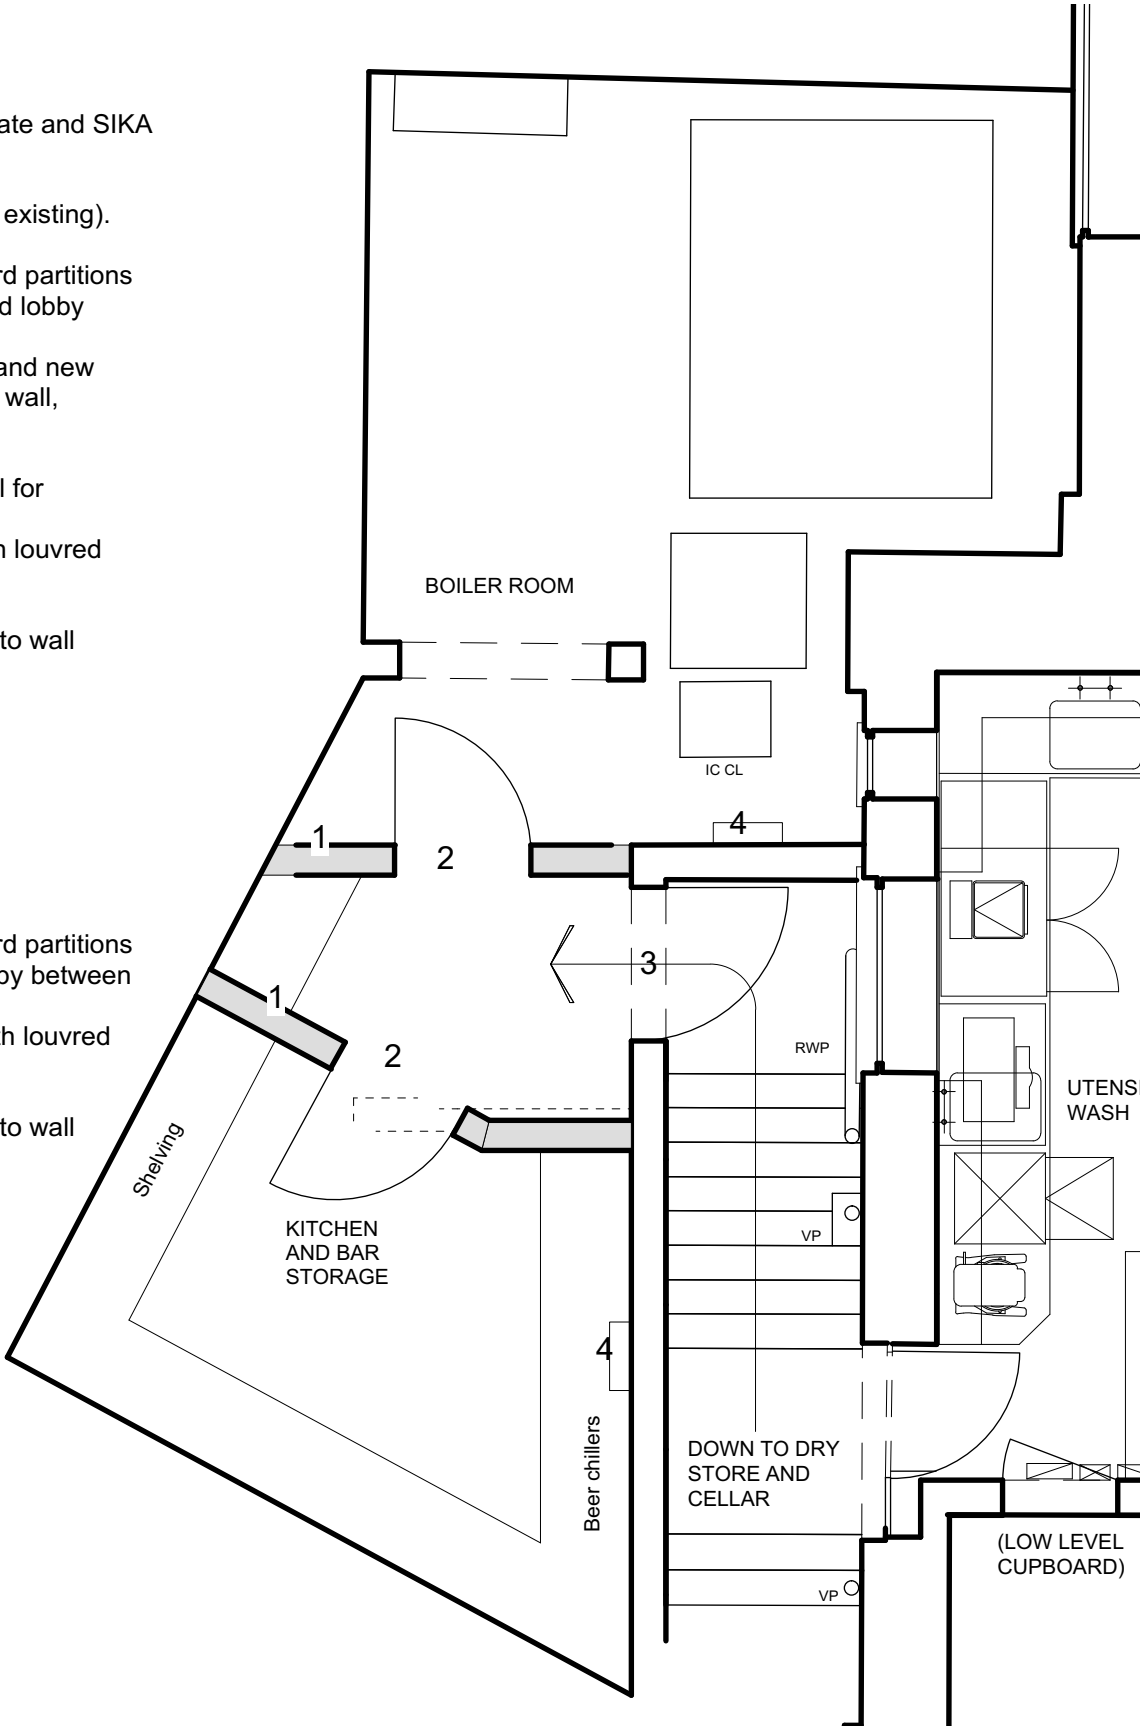 ate and SIKA
existing).
rd partitions
d lobby
and new
wall,
l for
n louvred
to wall
BOILER ROOM
IC CL
4
1
2
3
rd partitions
by between
1
th louvred
2
RWP
UTENSI
WASH
to wall
Shelving
KITCHEN
AND BAR
STORAGE
VP
4
Beer chillers
DOWN TO DRY
STORE AND
CELLAR
(LOW LEVEL
CUPBOARD)
VP